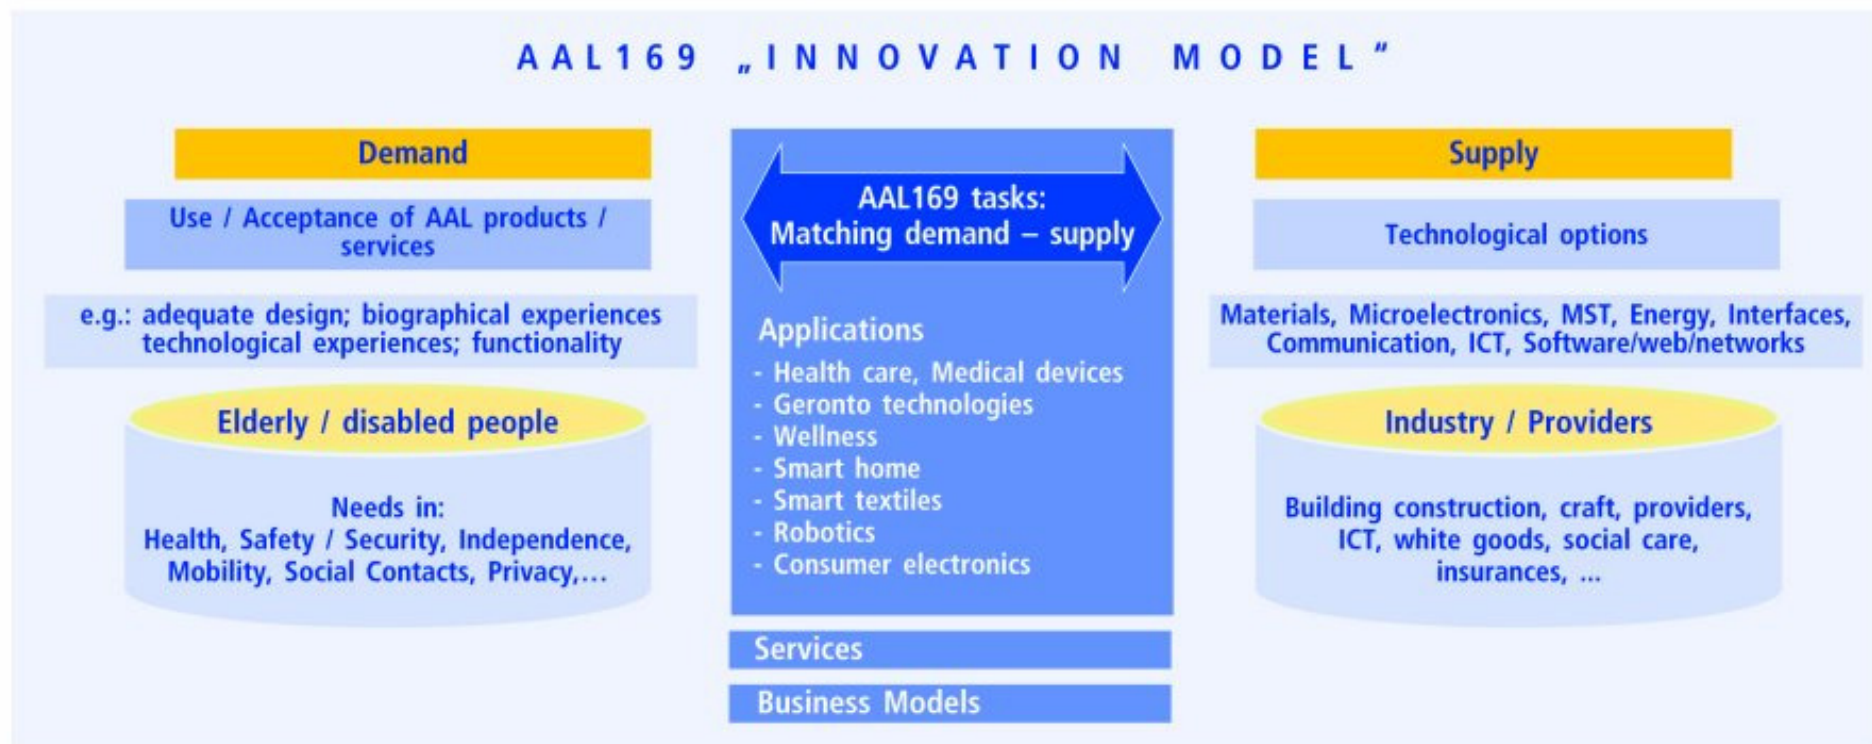 AAL169 „INNOVATION MODEL“
Demand
Use / Acceptance of AAL products /
services
e.g.: adequate design; biographical experiences
technological experiences; functionality
Elderly / disabled people
Needs in:
Health, Safety / Security, Independence,
Mobility, Social Contacts, Privacy,...
AAL169 tasks:
Matching demand – supply
Applications
- Health care, Medical devices
- Geronto technologies
- Wellness
- Smart home
- Smart textiles
- Robotics
- Consumer electronics
Services
Business Models
Supply
Technological options
Materials, Microelectronics, MST, Energy, Interfaces,
Communication, ICT, Software/web/networks
Industry / Providers
Building construction, craft, providers,
ICT, white goods, social care,
insurances, ...